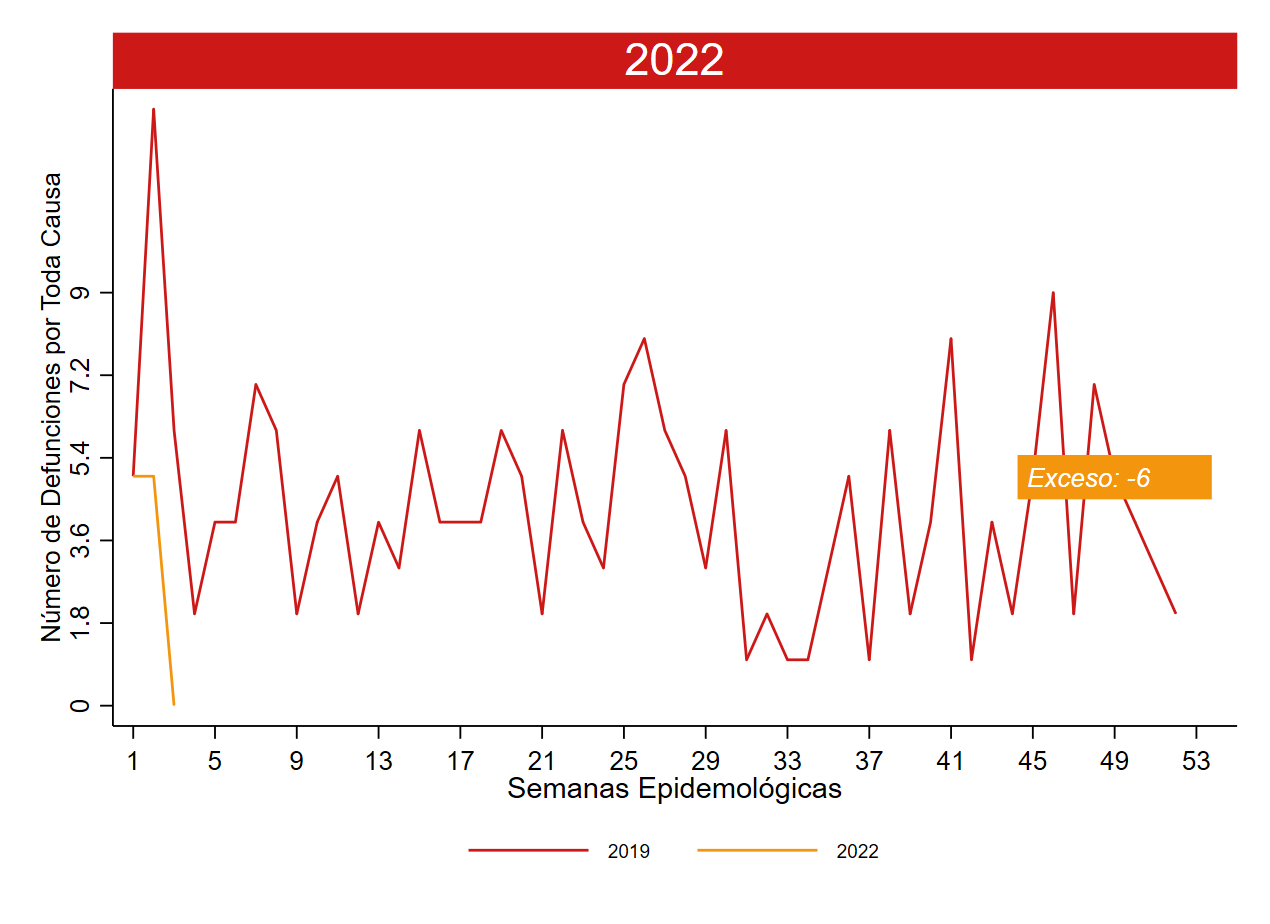 2022
Número de Defunciones por Toda Causa
9
7.2
5.4
3.6
1.8
0
Exceso: -6
1 5 9 13 17 21 25 29 33 37 41 45 49 53
Semanas Epidemológicas
2019 2022